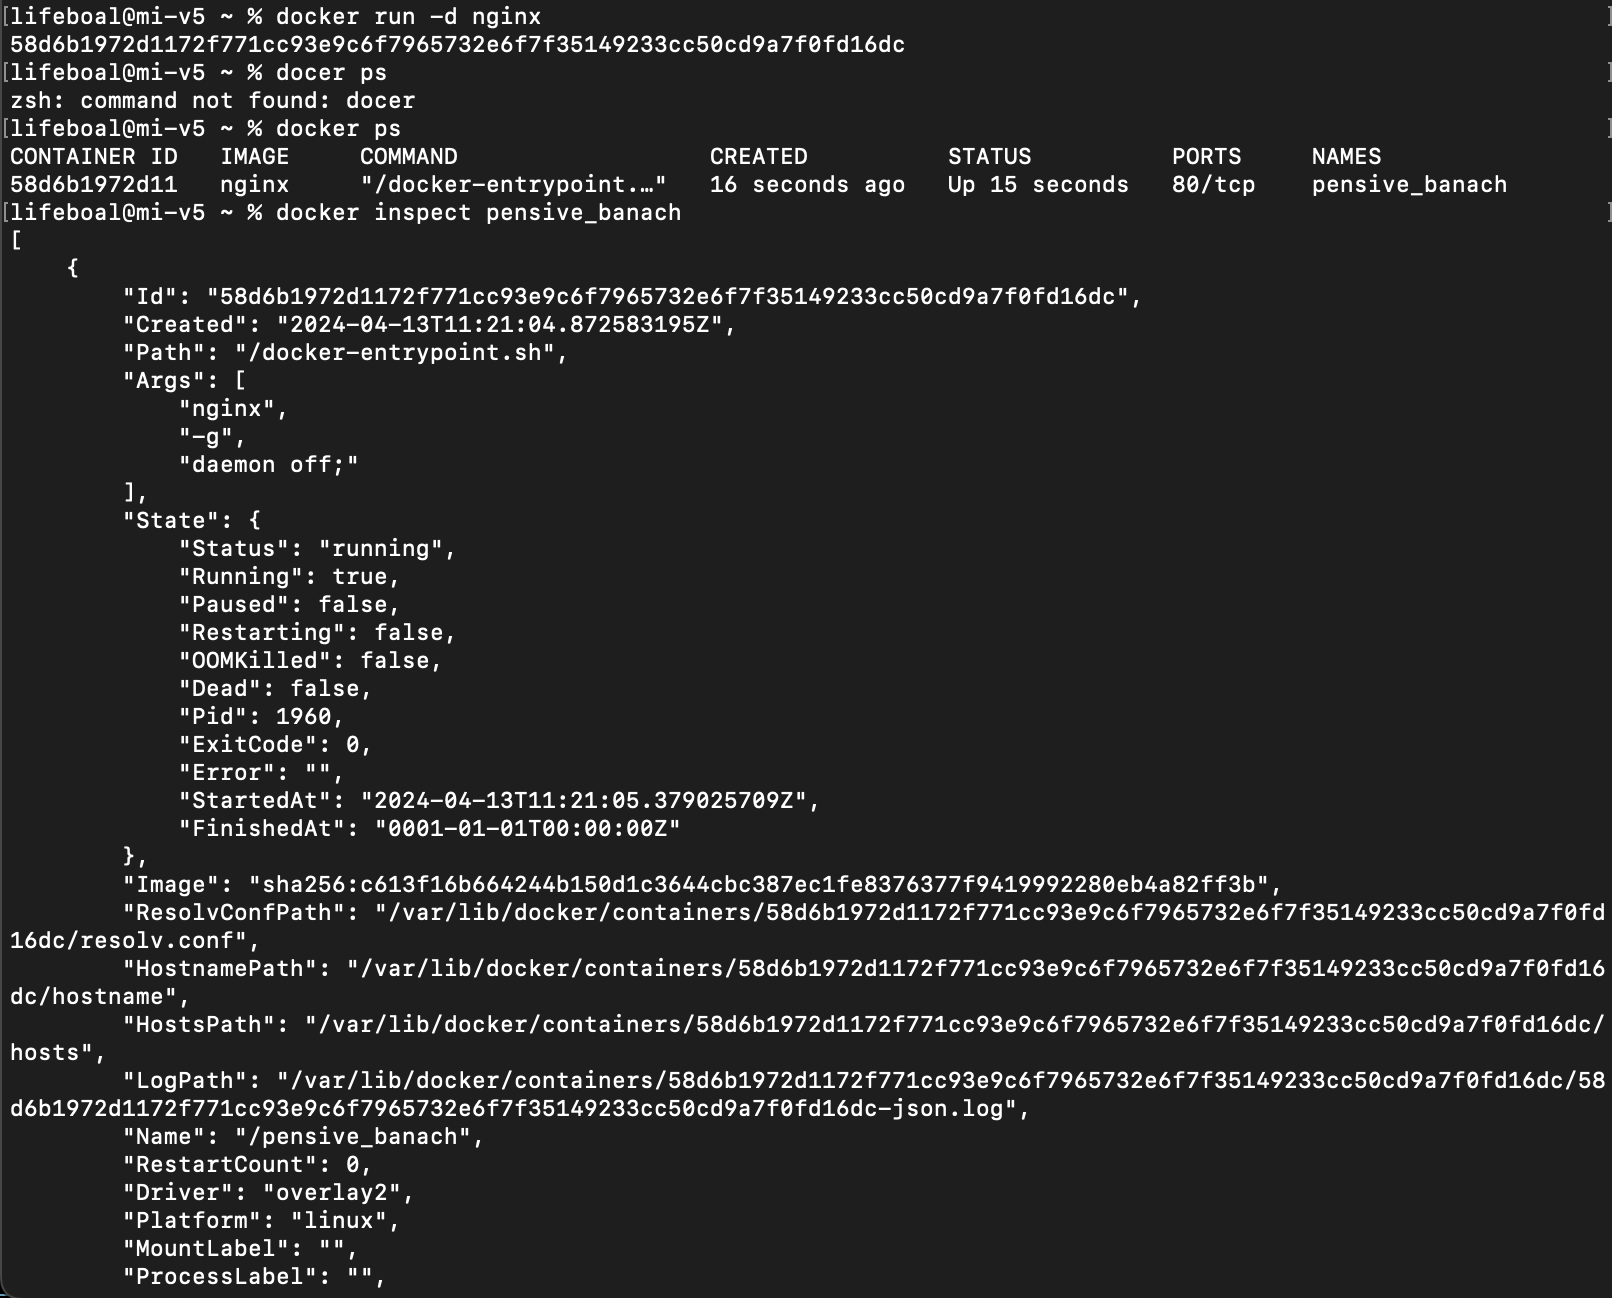 [lifeboal@mi-v5 ~ % docker run -d nginx ]
58d6b1972d1172f771cc93e9c6f7965732e6f7f35149233cc50cd9a7f0fd16dc
[lifeboal@mi-v5 ~ % docer ps ]
zsh: command not found: docer
[lifeboal@mi-v5 ~ % docker ps ]
CONTAINER ID   IMAGE     COMMAND                  CREATED          STATUS          PORTS     NAMES
58d6b1972d11   nginx     "/docker-entrypoint.…"   16 seconds ago   Up 15 seconds   80/tcp    pensive_banach
[lifeboal@mi-v5 ~ % docker inspect pensive_banach ]
[
    {
        "Id": "58d6b1972d1172f771cc93e9c6f7965732e6f7f35149233cc50cd9a7f0fd16dc",
        "Created": "2024-04-13T11:21:04.872583195Z",
        "Path": "/docker-entrypoint.sh",
        "Args": [
            "nginx",
            "-g",
            "daemon off;"
        ],
        "State": {
            "Status": "running",
            "Running": true,
            "Paused": false,
            "Restarting": false,
            "OOMKilled": false,
            "Dead": false,
            "Pid": 1960,
            "ExitCode": 0,
            "Error": "",
            "StartedAt": "2024-04-13T11:21:05.379025709Z",
            "FinishedAt": "0001-01-01T00:00:00Z"
        },
        "Image": "sha256:c613f16b664244b150d1c3644cbc387ec1fe8376377f9419992280eb4a82ff3b",
        "ResolvConfPath": "/var/lib/docker/containers/58d6b1972d1172f771cc93e9c6f7965732e6f7f35149233cc50cd9a7f0fd
16dc/resolv.conf",
        "HostnamePath": "/var/lib/docker/containers/58d6b1972d1172f771cc93e9c6f7965732e6f7f35149233cc50cd9a7f0fd16
dc/hostname",
        "HostsPath": "/var/lib/docker/containers/58d6b1972d1172f771cc93e9c6f7965732e6f7f35149233cc50cd9a7f0fd16dc/
hosts",
        "LogPath": "/var/lib/docker/containers/58d6b1972d1172f771cc93e9c6f7965732e6f7f35149233cc50cd9a7f0fd16dc/58
d6b1972d1172f771cc93e9c6f7965732e6f7f35149233cc50cd9a7f0fd16dc-json.log",
        "Name": "/pensive_banach",
        "RestartCount": 0,
        "Driver": "overlay2",
        "Platform": "linux",
        "MountLabel": "",
        "ProcessLabel": "",